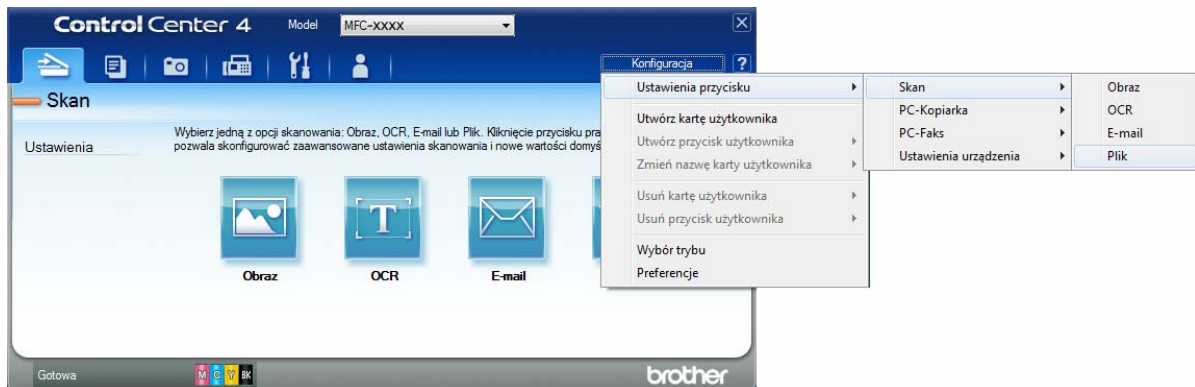 Control Center 4
Model
MFC-XXXX
Konfiguracja
?
Skan
Ustawienia
Wybierz jedną z opcji skanowania: Obraz, OCR, E-mail lub Plik. Kliknięcie przycisku
pozwala skonfigurować zaawansowane ustawienia skanowania i nowe wartości
Obraz
OCR
E-mail
Ustawienia przycisku
Utwórz kartę użytkownika
Utwórz przycisk użytkownika
Zmień nazwę karty użytkownika
Usuń kartę użytkownika
Usuń przycisk użytkownika
Wybór trybu
Preferencje
Skan
PC-Kopiarka
PC-Faks
Ustawienia urządzenia
Obraz
OCR
E-mail
Plik
Gotowa
M C Y BK
brother